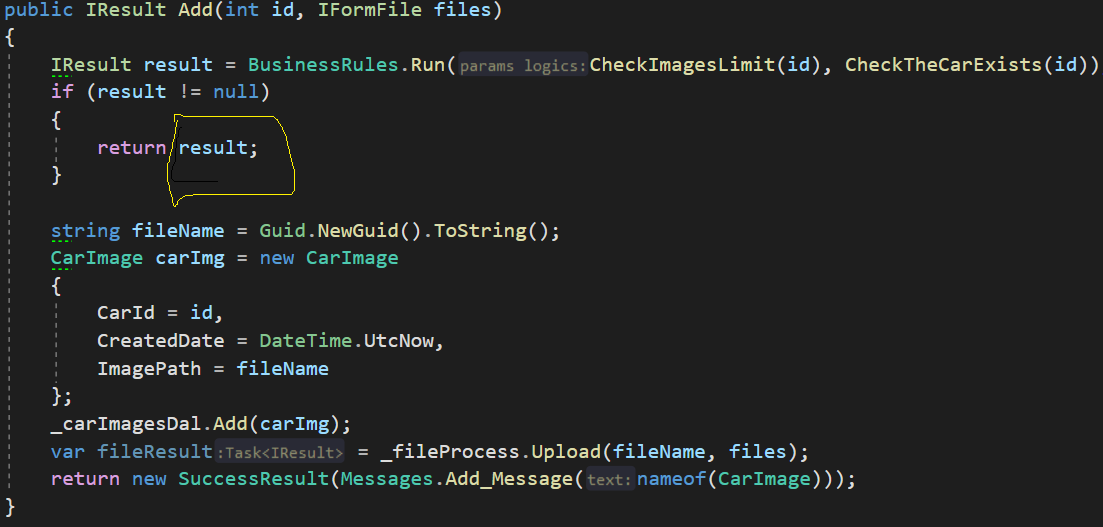 public IResult Add(int id, IFormFile files)
{
IResult result = BusinessRules.Run(params logics:CheckImagesLimit(id), CheckTheCarExists(id))
if (result != null)
{
return result;
}
string fileName = Guid.NewGuid().ToString();
CarImage carImg = new CarImage
{
CarId = id,
CreatedDate = DateTime.UtcNow,
ImagePath = fileName
};
_carImagesDal.Add(carImg);
var fileResult:Task<IResult> = _fileProcess.Upload(fileName, files);
return new SuccessResult(Messages.Add_Message(text:nameof(CarImage)));
}